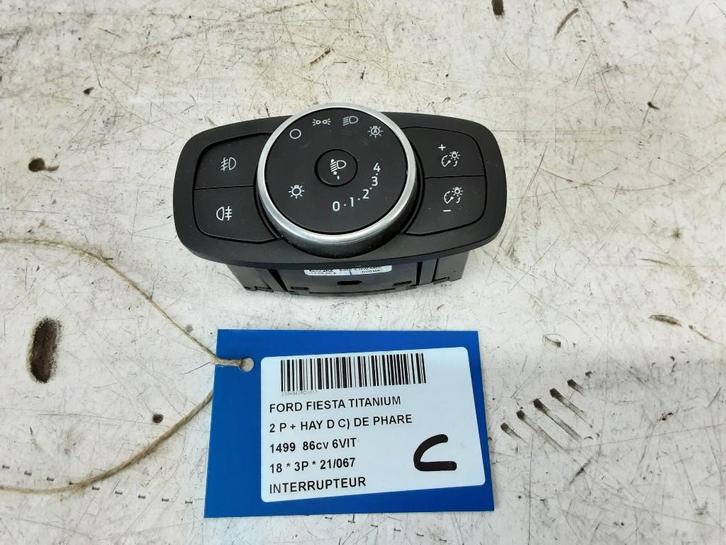 4
3
0·1·2
+
-
FORD FIESTA TITANIUM
2 P + HAY D C) DE PHARE
1499 86cv 6VIT
18 * 3P * 21/067
INTERRUPTEUR
C